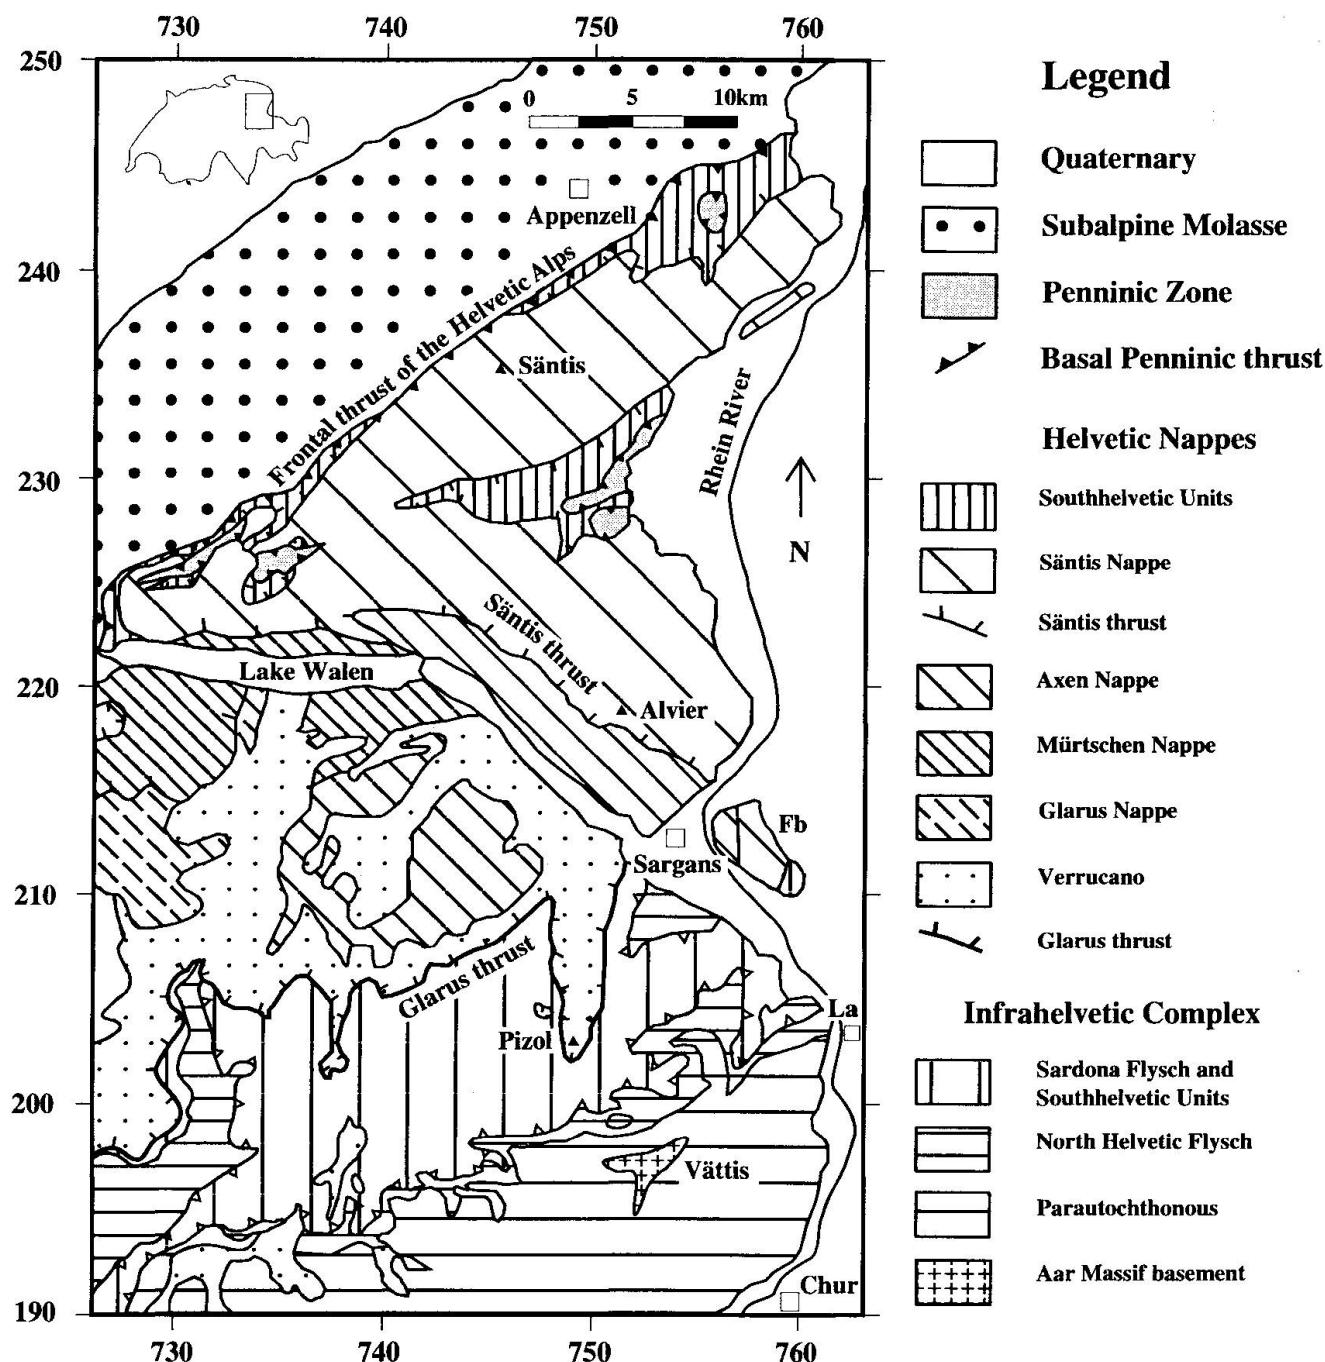 730 740 750 760
250
240
230
220
210
200
190
0 5 10km
Appenzell
Frontal thrust of the Helvetic Alps
Säntis
Rhein River
N
Säntis thrust
Lake Walen
Alvier
Fb
Sargans
Glarus thrust
La
Pizol
Vättis
Chur
730 740 750 760
Legend
Quaternary
Subalpine Molasse
Penninic Zone
Basal Penninic thrust
Helvetic Nappes
Southhelvetic Units
Säntis Nappe
Säntis thrust
Axen Nappe
Mürtschen Nappe
Glarus Nappe
Verrucano
Glarus thrust
Infrahelvetic Complex
Sardona Flysch and
Southhelvetic Units
North Helvetic Flysch
Parautochthonous
Aar Massif basement